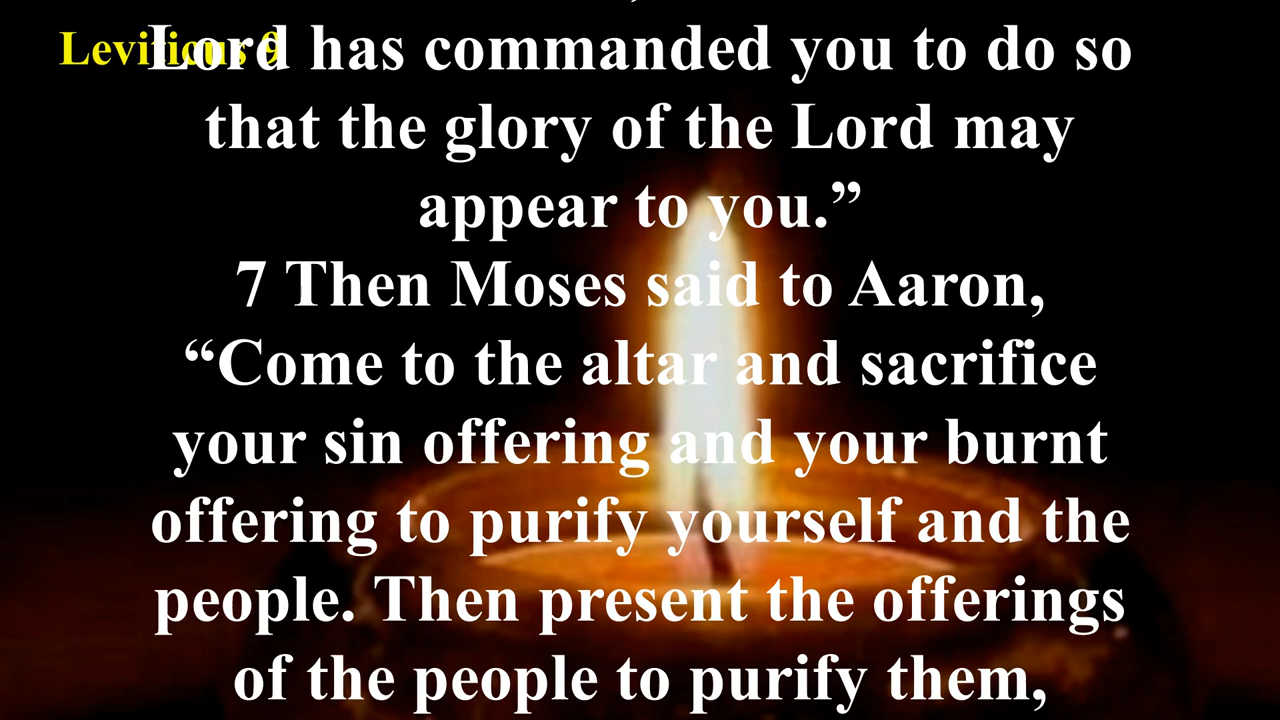 Leviticus 9
Lord has commanded you to do so
that the glory of the Lord may
appear to you.”
7 Then Moses said to Aaron,
“Come to the altar and sacrifice
your sin offering and your burnt
offering to purify yourself and the
people. Then present the offerings
of the people to purify them,